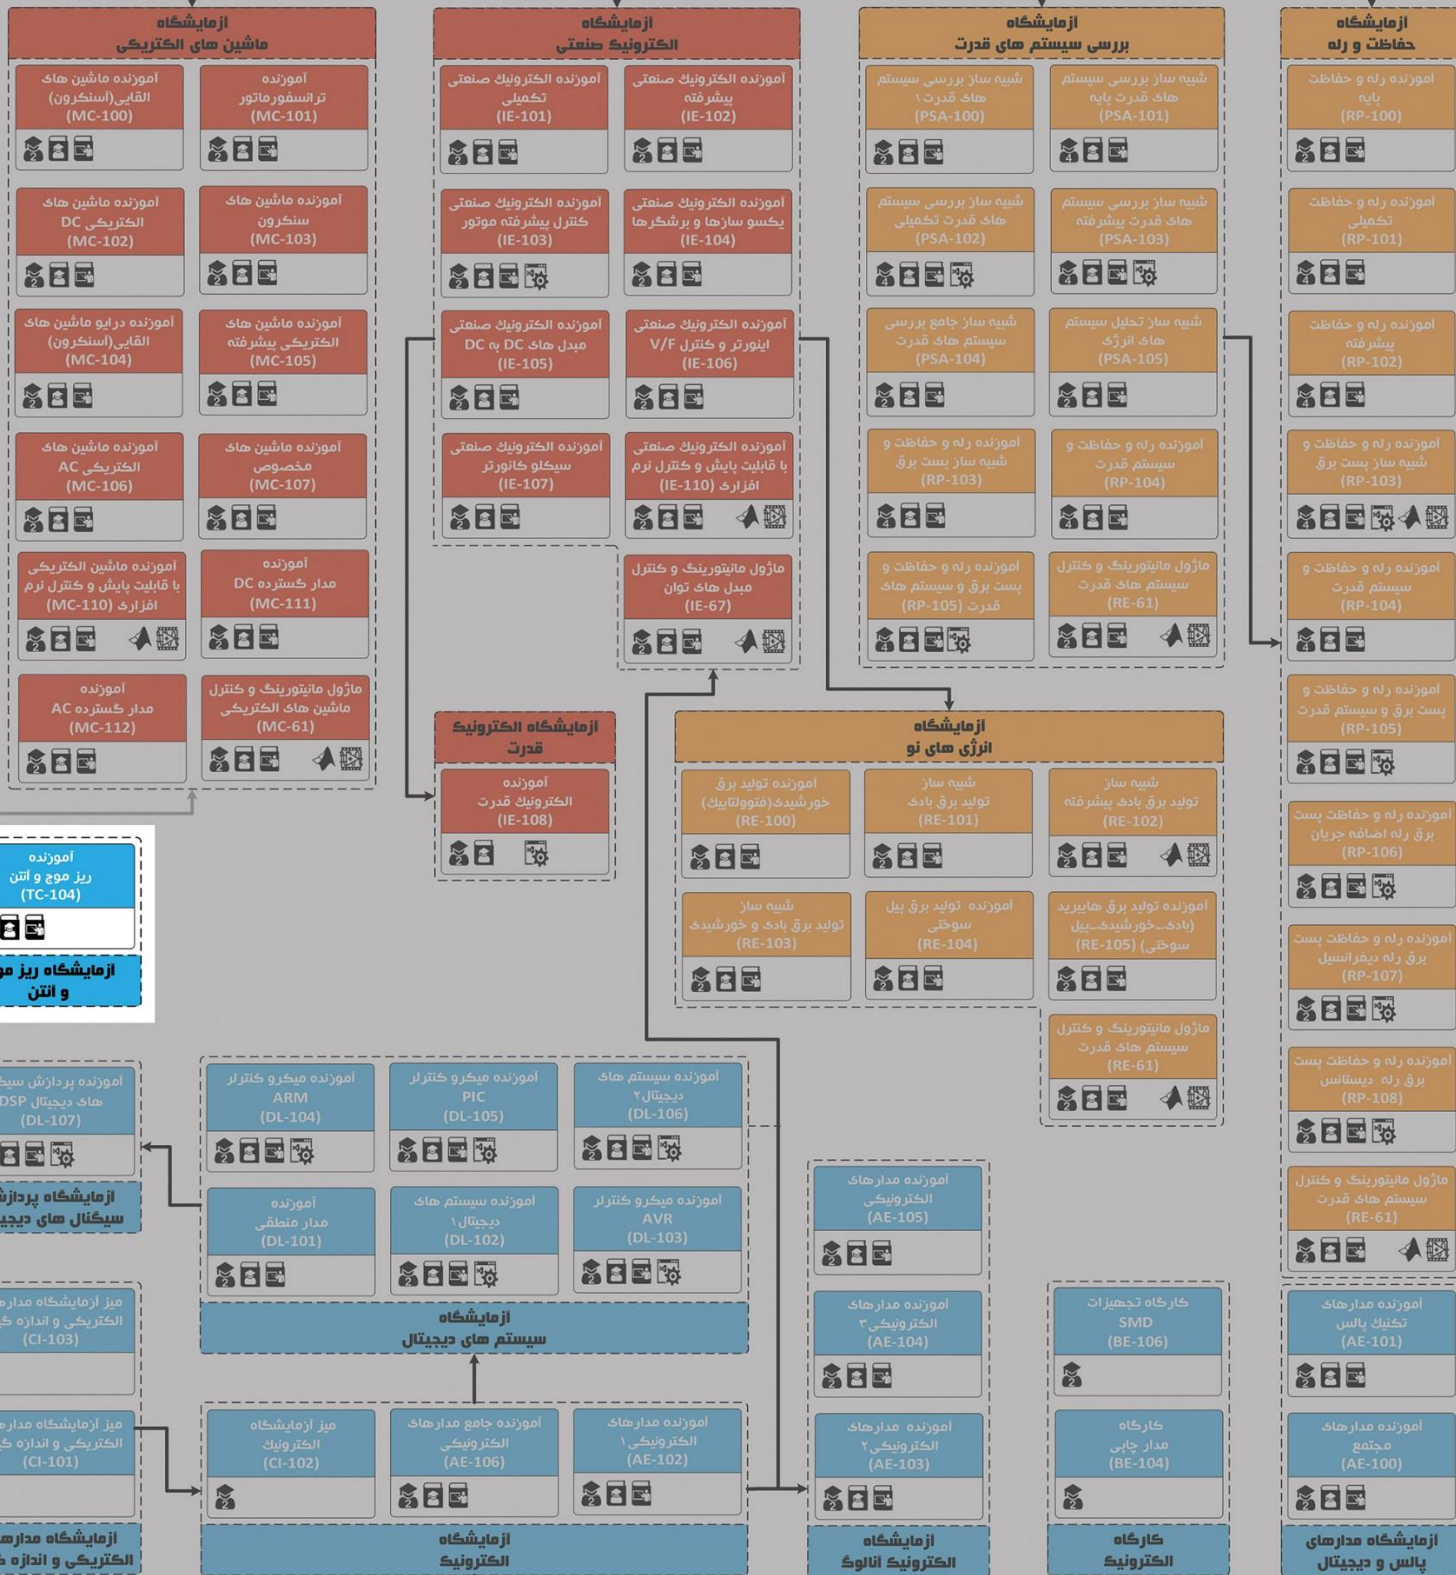 آزمایشگاه
ماشین های الکتریکی
آموزنده ماشین های
القایی(آسنکرون)
(MC-100)
آموزنده
ترانسفورماتور
(MC-101)
آموزنده ماشین های
الکتریکی DC
(MC-102)
آموزنده ماشین های
سنکرون
(MC-103)
آموزنده درایو ماشین های
القایی(آسنکرون)
(MC-104)
آموزنده ماشین های
الکتریکی پیشرفته
(MC-105)
آموزنده ماشین های
الکتریکی AC
(MC-106)
آموزنده ماشین های
مخصوص
(MC-107)
آموزنده ماشین الکتریکی
با قابلیت پایش و کنترل نرم
افزاری (MC-110)
آموزنده
مدار گسترده DC
(MC-111)
آموزنده
مدار گسترده AC
(MC-112)
ماژول مانیتورینگ و کنترل
ماشین های الکتریکی
(MC-61)
آزمایشگاه
الکترونیک صنعتی
آموزنده الکترونیک صنعتی
تکمیلی
(IE-101)
آموزنده الکترونیک صنعتی
پیشرفته
(IE-102)
آموزنده الکترونیک صنعتی
کنترل پیشرفته موتور
(IE-103)
آموزنده الکترونیک صنعتی
یکسو سازها و برشگرها
(IE-104)
آموزنده الکترونیک صنعتی
مبدل های DC به DC
(IE-105)
آموزنده الکترونیک صنعتی
اینورتر و کنترل V/F
(IE-106)
آموزنده الکترونیک صنعتی
سیکلو کانورتر
(IE-107)
آموزنده الکترونیک صنعتی
با قابلیت پایش و کنترل نرم
افزاری (IE-110)
ماژول مانیتورینگ و کنترل
مبدل های توان
(IE-67)
آزمایشگاه الکترونیک
قدرت
آموزنده
الکترونیک قدرت
(IE-108)
آزمایشگاه
بررسی سیستم های قدرت
شبیه ساز بررسی سیستم
های قدرت۱
(PSA-100)
شبیه ساز بررسی سیستم
های قدرت پایه
(PSA-101)
شبیه ساز بررسی سیستم
های قدرت تکمیلی
(PSA-102)
شبیه ساز بررسی سیستم
های قدرت پیشرفته
(PSA-103)
شبیه ساز جامع بررسی
سیستم های قدرت
(PSA-104)
شبیه ساز تحلیل سیستم
های انرژی
(PSA-105)
آموزنده رله و حفاظت و
شبیه ساز پست برق
(RP-103)
آموزنده رله و حفاظت و
سیستم قدرت
(RP-104)
آموزنده رله و حفاظت و
پست برق و سیستم های
قدرت (RP-105)
ماژول مانیتورینگ و کنترل
سیستم های قدرت
(RE-61)
آزمایشگاه
انرژی های نو
آموزنده تولید برق
خورشیدی(فتوولتاییک)
(RE-100)
شبیه ساز
تولید برق بادی
(RE-101)
شبیه ساز
تولید برق بادی پیشرفته
(RE-102)
شبیه ساز
تولید برق بادی و خورشیدی
(RE-103)
آموزنده تولید برق پیل
سوختی
(RE-104)
آموزنده تولید برق هایبرید
(بادی_خورشیدی_پیل
سوختی) (RE-105)
ماژول مانیتورینگ و کنترل
سیستم های قدرت
(RE-61)
آزمایشگاه
حفاظت و رله
آموزنده رله و حفاظت
پایه
(RP-100)
آموزنده رله و حفاظت
تکمیلی
(RP-101)
آموزنده رله و حفاظت
پیشرفته
(RP-102)
آموزنده رله و حفاظت و
شبیه ساز پست برق
(RP-103)
آموزنده رله و حفاظت و
سیستم قدرت
(RP-104)
آموزنده رله و حفاظت و
پست برق و سیستم قدرت
(RP-105)
آموزنده رله و حفاظت پست
برق رله اضافه جریان
(RP-106)
آموزنده رله و حفاظت پست
برق رله دیفرانسیل
(RP-107)
آموزنده رله و حفاظت پست
برق رله دیستانس
(RP-108)
ماژول مانیتورینگ و کنترل
سیستم های قدرت
(RE-61)
آموزنده
ریز موج و آنتن
(TC-104)
آزمایشگاه ریز
و آنتن
آموزنده پردازش
های دیجیتال DSP
(DL-107)
آزمایشگاه
سیگنال های
آموزنده میکرو کنترلر
ARM
(DL-104)
آموزنده میکرو کنترلر
PIC
(DL-105)
آموزنده سیستم های
دیجیتال۲
(DL-106)
آموزنده
مدار منطقی
(DL-101)
آموزنده سیستم های
دیجیتال۱
(DL-102)
آموزنده میکرو کنترلر
AVR
(DL-103)
آزمایشگاه
سیستم های دیجیتال
میز آزمایشگاه
الکتریکی و اندازه
(CI-103)
میز آزمایشگاه
الکتریکی و اندازه
(CI-101)
آزمایشگاه
الکتریکی و اندازه
میز آزمایشگاه
الکترونیک
(CI-102)
آموزنده جامع مدارهای
الکترونیکی
(AE-106)
آموزنده مدارهای
الکترونیکی۱
(AE-102)
آزمایشگاه
الکترونیک
آموزنده مدارهای
الکترونیکی
(AE-105)
آموزنده مدارهای
الکترونیکی۳
(AE-104)
آموزنده مدارهای
الکترونیکی۲
(AE-103)
آزمایشگاه
الکترونیک آنالوگ
کارگاه تجهیزات
SMD
(BE-106)
کارگاه
مدار چاپی
(BE-104)
کارگاه
الکترونیک
آموزنده مدارهای
تکنیک پالس
(AE-101)
آموزنده مدارهای
مجتمع
(AE-100)
آزمایشگاه مدارهای
پالس و دیجیتال